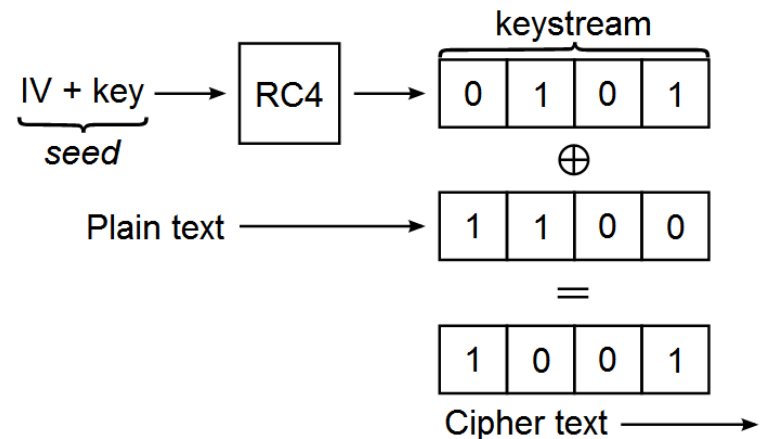 keystream
IV + key RC4 0 1 0 1
seed
⊕
Plain text 1 1 0 0
=
1 0 0 1
Cipher text